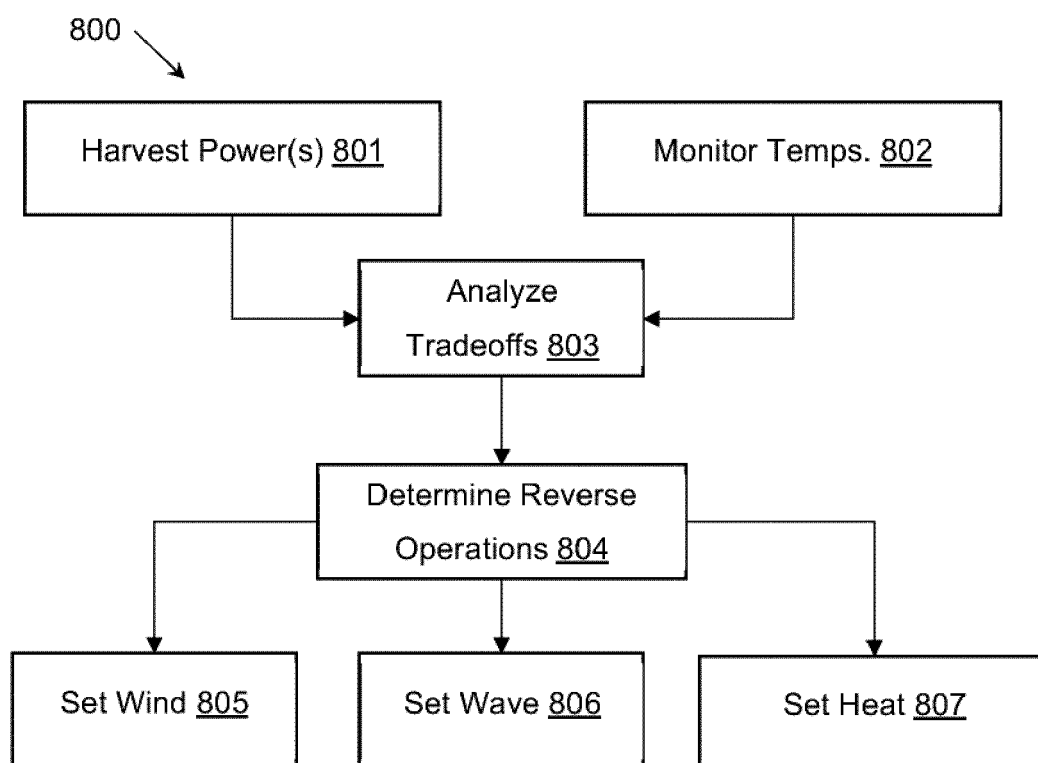 800
Harvest Power(s) 801
Monitor Temps. 802
Analyze
Tradeoffs 803
Determine Reverse
Operations 804
Set Wind 805
Set Wave 806
Set Heat 807